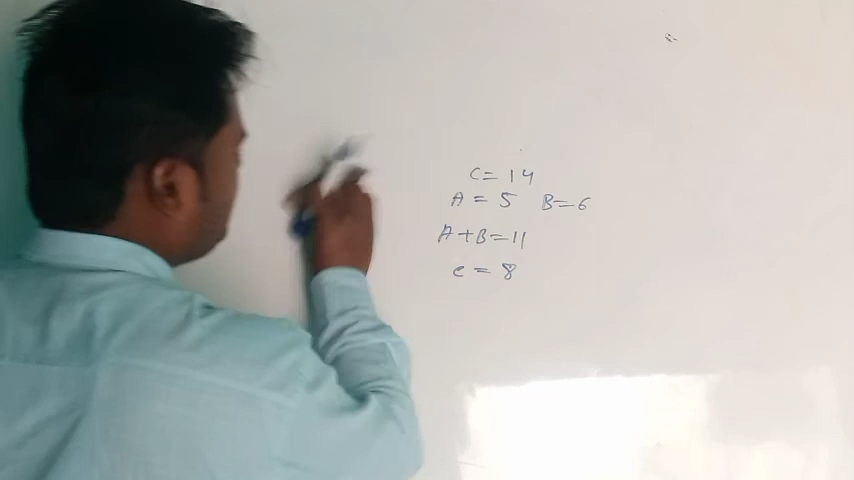 C = 14
A = 5 B = 6
A + B = 11
e = 8